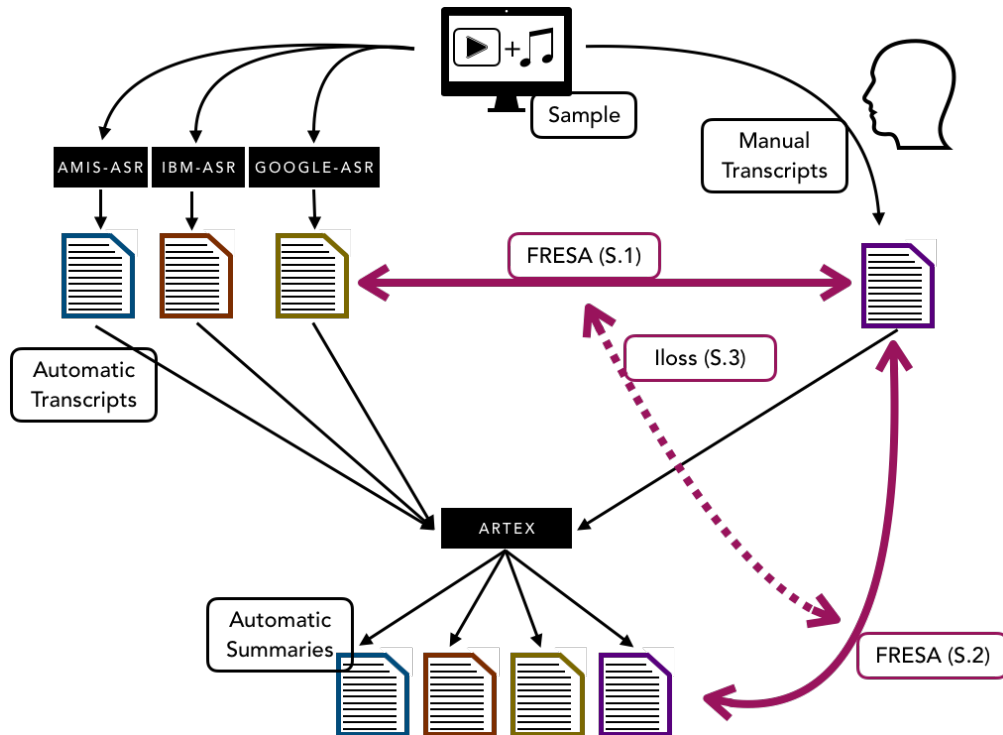 +
Sample
Manual
Transcripts
AMIS-ASR
IBM-ASR
GOOGLE-ASR
FRESA (S.1)
Iloss (S.3)
Automatic
Transcripts
ARTEX
Automatic
Summaries
FRESA (S.2)